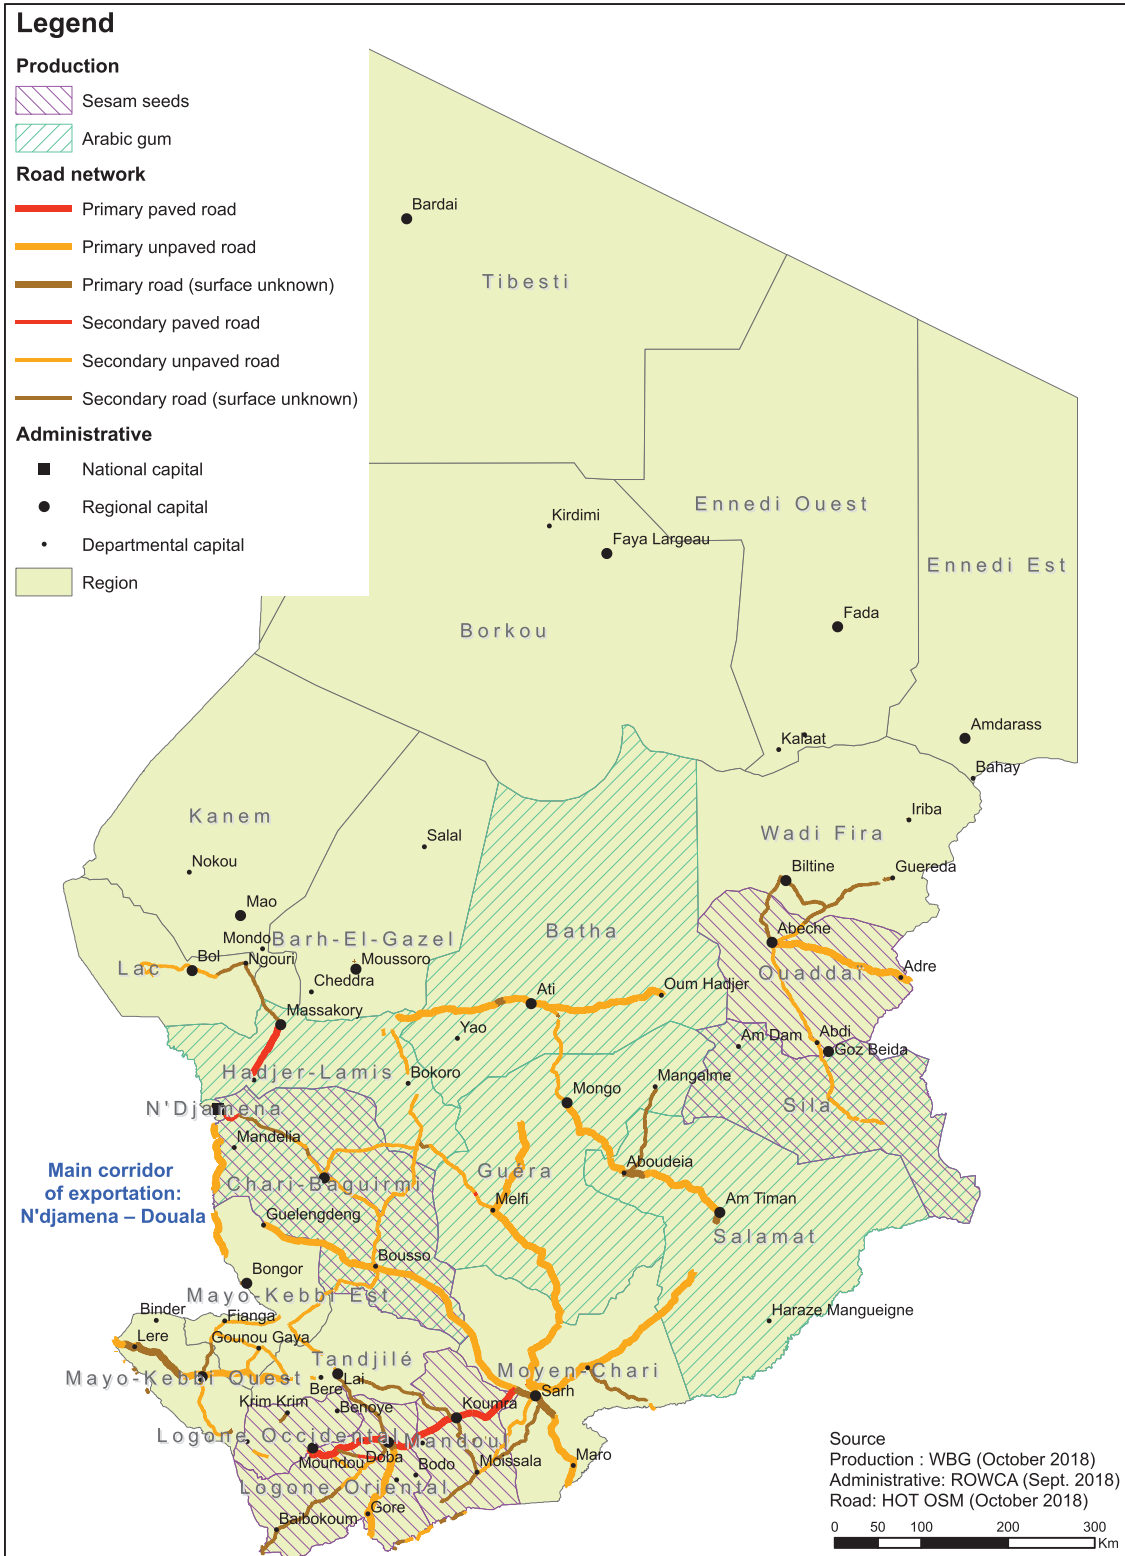 Legend
Production
Sesam seeds
Arabic gum
Road network
Primary paved road
Primary unpaved road
Primary road (surface unknown)
Secondary paved road
Secondary unpaved road
Secondary road (surface unknown)
Administrative
National capital
Regional capital
Departmental capital
Region
Bardai
Tibesti
Ennedi Ouest
Kirdimi
Faya Largeau
Ennedi Est
Fada
Borkou
Amdarass
Kalaat
Bahay
Iriba
Kanem
Wadi Fira
Salal
Nokou
Biltine
Guereda
Mao
Abeche
Batha
Mondo
Barh-El-Gazel
Bol
Ngouri
Moussoro
Lac
Ouaddaï
Adre
Cheddra
Ati
Oum Hadjer
Massakory
Yao
Am Dam
Abdi
Goz Beida
Hadjer-Lamis
Bokoro
Mangalme
Mongo
Sila
N'Djamena
Mandelia
Main corridor
of exportation:
N'djamena – Douala
Chari-Baguirmi
Guéra
Aboudeia
Melfi
Am Timan
Guelengdeng
Salamat
Bousso
Bongor
Mayo-Kebbi Est
Binder
Fianga
Haraze Mangueigne
Lere
Gounou Gaya
Tandjilé
Moyen-Chari
Mayo-Kebbi Ouest
Lai
Bere
Sarh
Krim Krim
Benoye
Koumra
Logone Occidental
Mandoul
Moundou
Doba
Bodo
Moissala
Maro
Logone Oriental
Gore
Baibokoum
Source
Production : WBG (October 2018)
Administrative: ROWCA (Sept. 2018)
Road: HOT OSM (October 2018)
0 50 100 200 300
Km